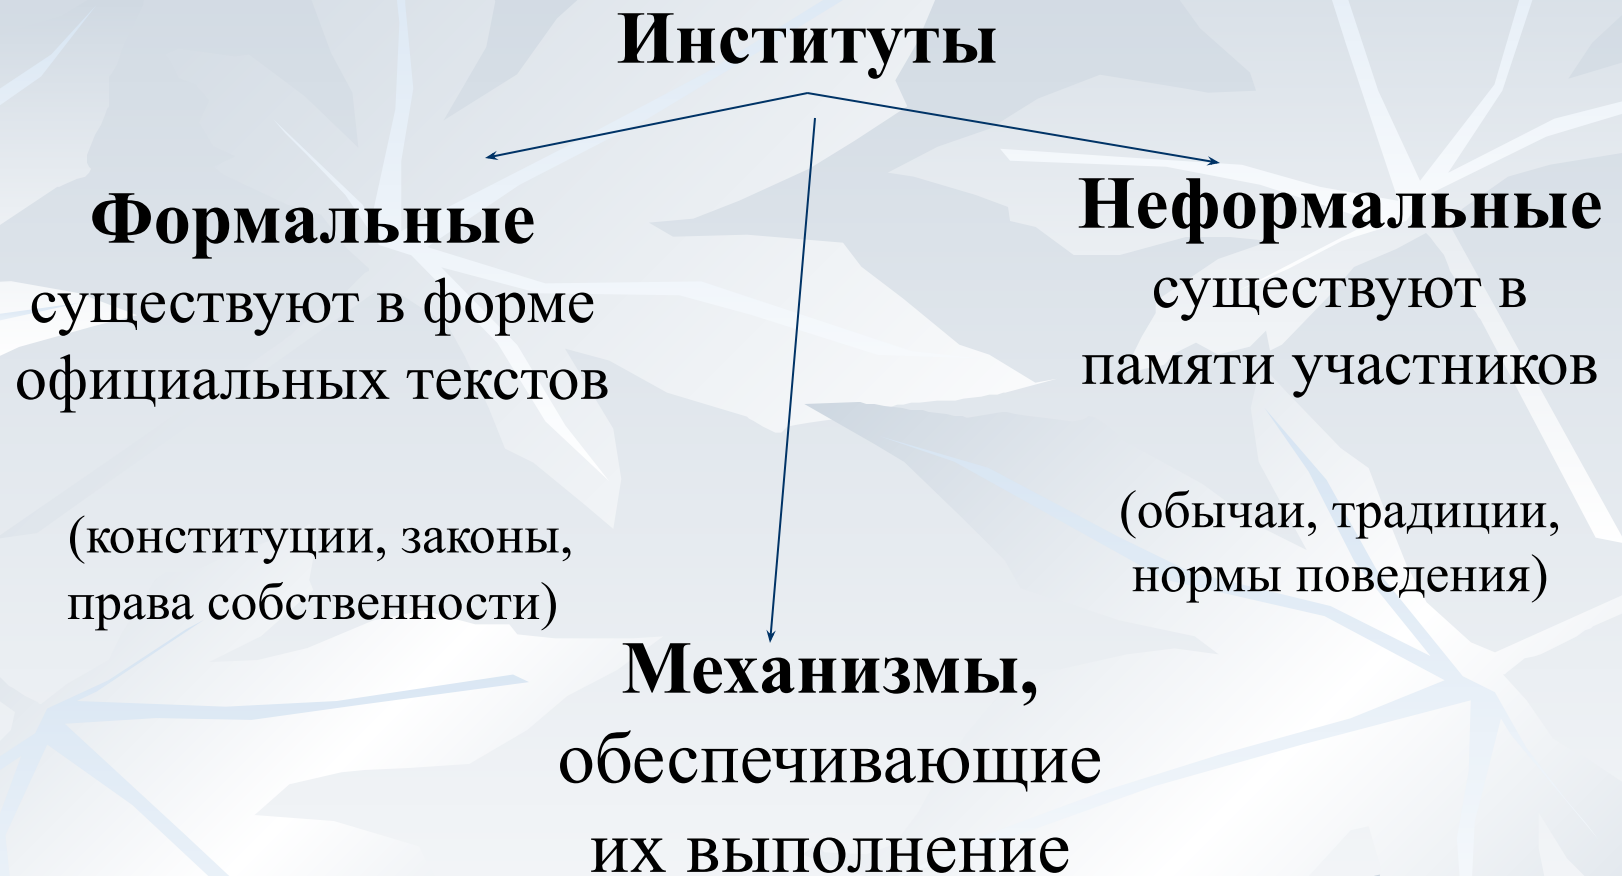 Институты
Формальные
существуют в форме
официальных текстов
(конституции, законы,
права собственности)
Неформальные
существуют в
памяти участников
(обычаи, традиции,
нормы поведения)
Механизмы,
обеспечивающие
их выполнение